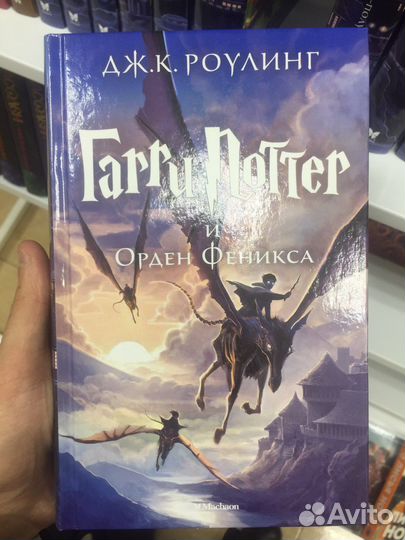 ДЖ.К. РОУЛИНГ
Гарри Поттер
и
Орден Феникса
Machaon
Avito